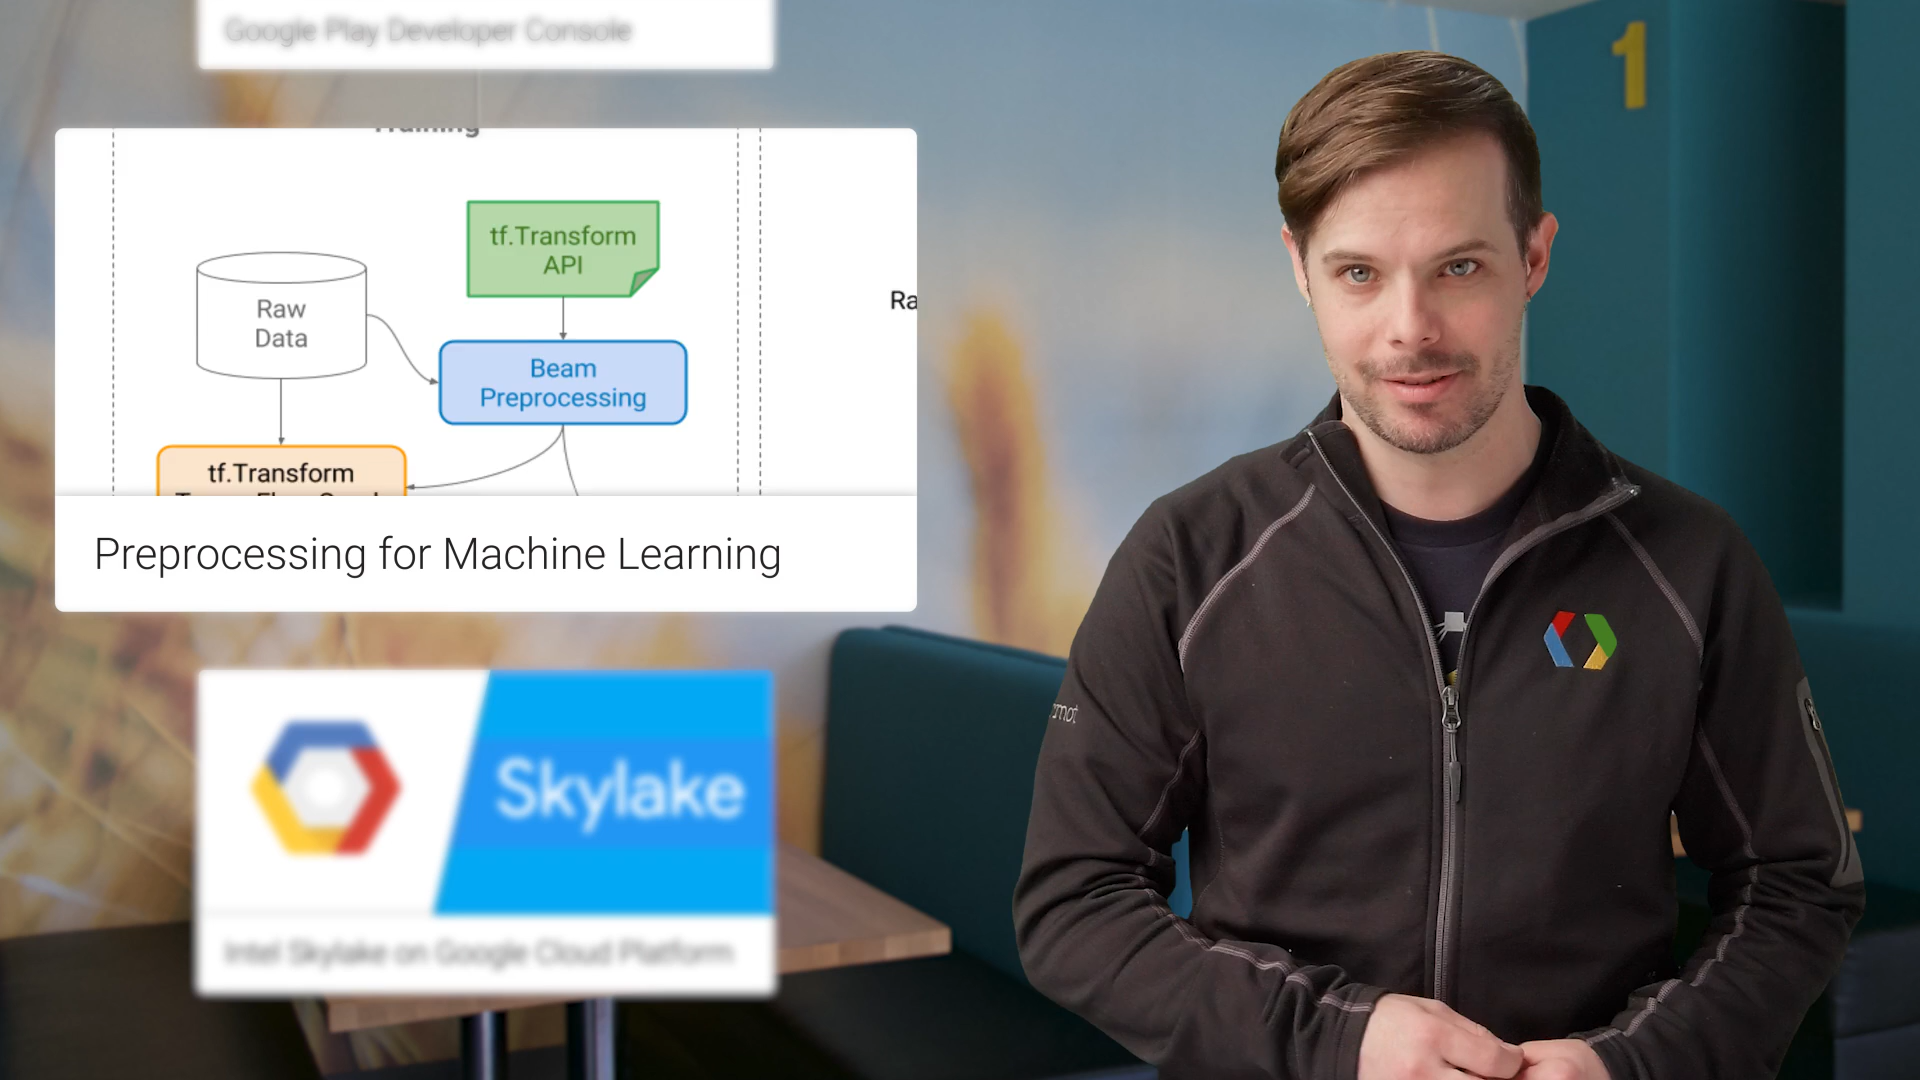 Google Play Developer Console
Training
tf.Transform
API
Raw
Data
Beam
Preprocessing
Ra
tf.Transform
Preprocessing for Machine Learning
Skylake
Intel Skylake on Google Cloud Platform
1